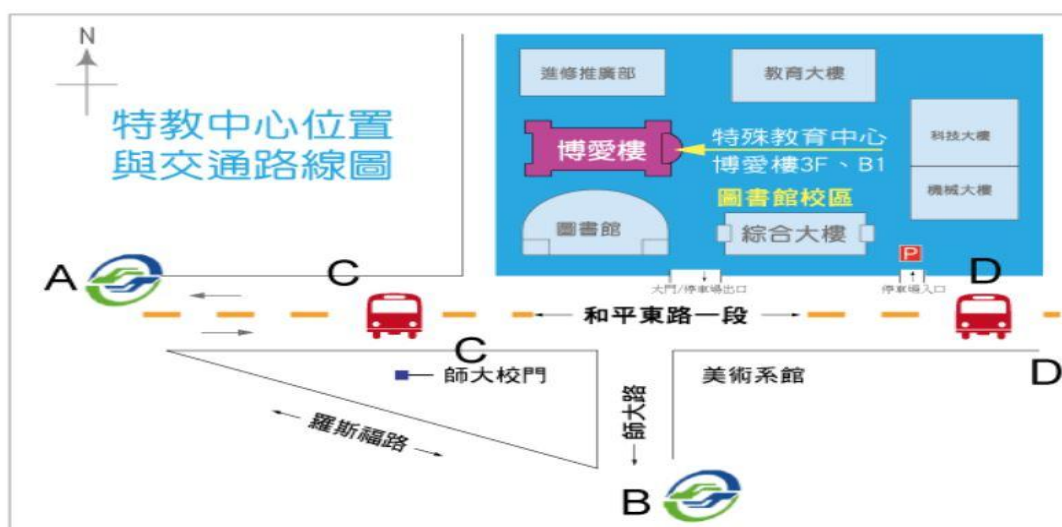 N
特教中心位置
與交通路線圖
進修推廣部
教育大樓
博愛樓
特殊教育中心
博愛樓3F、B1
科技大樓
機械大樓
圖書館校區
圖書館
綜合大樓
P
大門/停車場出口
停車場入口
A
C
D
和平東路一段
C
師大校門
美術系館
D
羅斯福路
師大路
B